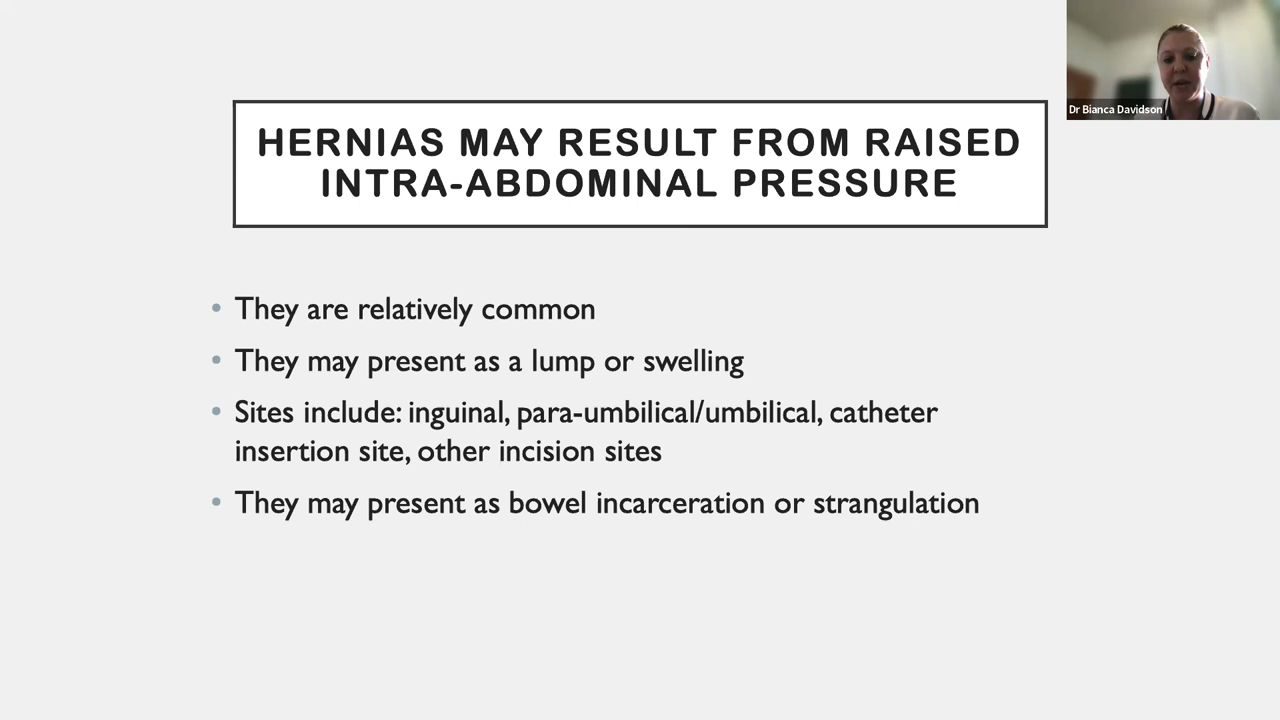 Dr Bianca Davidson
HERNIAS MAY RESULT FROM RAISED
INTRA-ABDOMINAL PRESSURE
• They are relatively common
• They may present as a lump or swelling
• Sites include: inguinal, para-umbilical/umbilical, catheter
insertion site, other incision sites
• They may present as bowel incarceration or strangulation